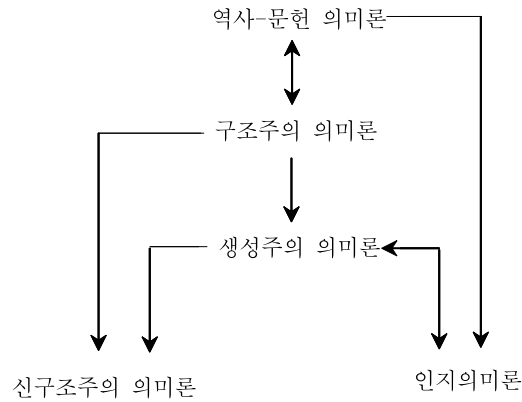 역사-문헌 의미론
구조주의 의미론
생성주의 의미론
신구조주의 의미론
인지의미론